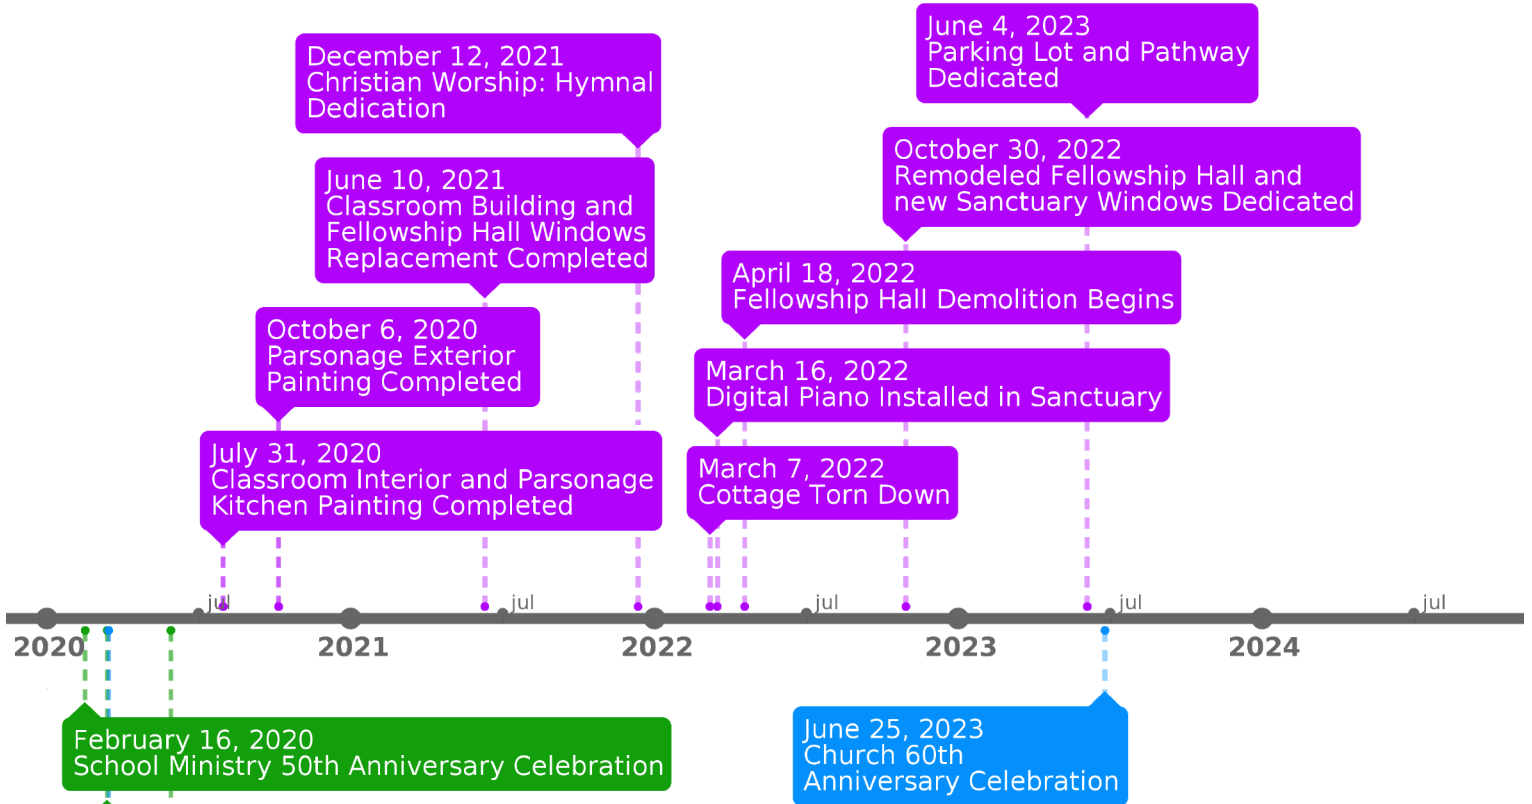 June 4, 2023
Parking Lot and Pathway
Dedicated
December 12, 2021
Christian Worship: Hymnal
Dedication
October 30, 2022
Remodeled Fellowship Hall and
new Sanctuary Windows Dedicated
June 10, 2021
Classroom Building and
Fellowship Hall Windows
Replacement Completed
April 18, 2022
Fellowship Hall Demolition Begins
October 6, 2020
Parsonage Exterior
Painting Completed
March 16, 2022
Digital Piano Installed in Sanctuary
July 31, 2020
Classroom Interior and Parsonage
Kitchen Painting Completed
March 7, 2022
Cottage Torn Down
jul jul jul jul jul
2020 2021 2022 2023 2024
February 16, 2020
School Ministry 50th Anniversary Celebration
June 25, 2023
Church 60th
Anniversary Celebration